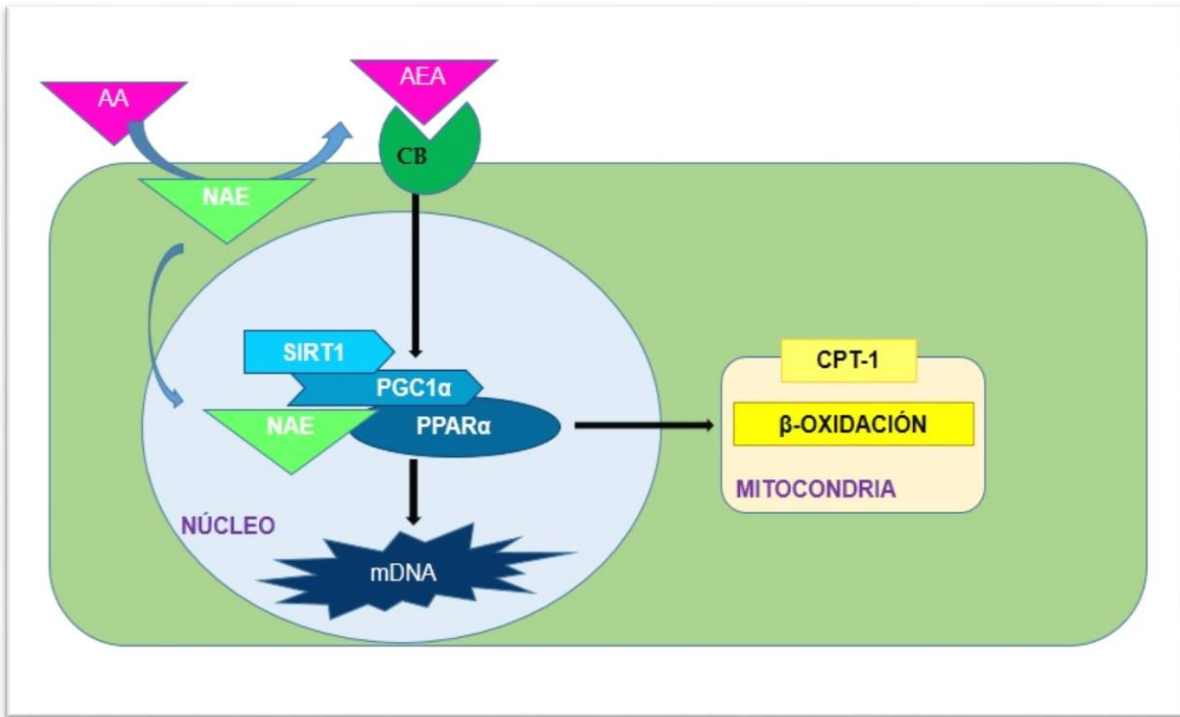 AA
AEA
CB
NAE
SIRT1
PGC1α
NAE
PPARα
NÚCLEO
mDNA
CPT-1
β-OXIDACIÓN
MITOCONDRIA